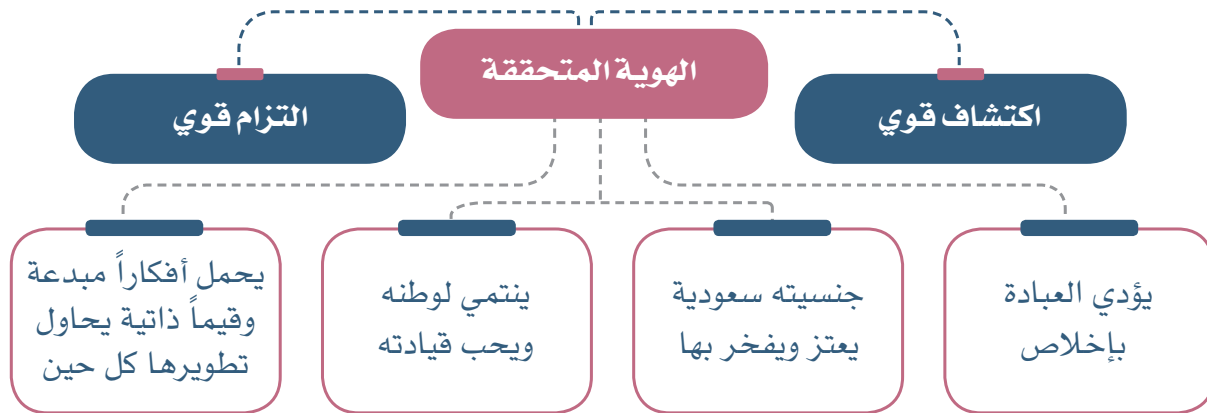 الهوية المتحققة
اكتشاف قوي
التزام قوي
يؤدي العبادة
بإخلاص
جنسيته سعودية
يعتز ويفخر بها
ينتمي لوطنه
ويحب قيادته
يحمل أفكاراً مبدعة
وقيماً ذاتية يحاول
تطويرها كل حين